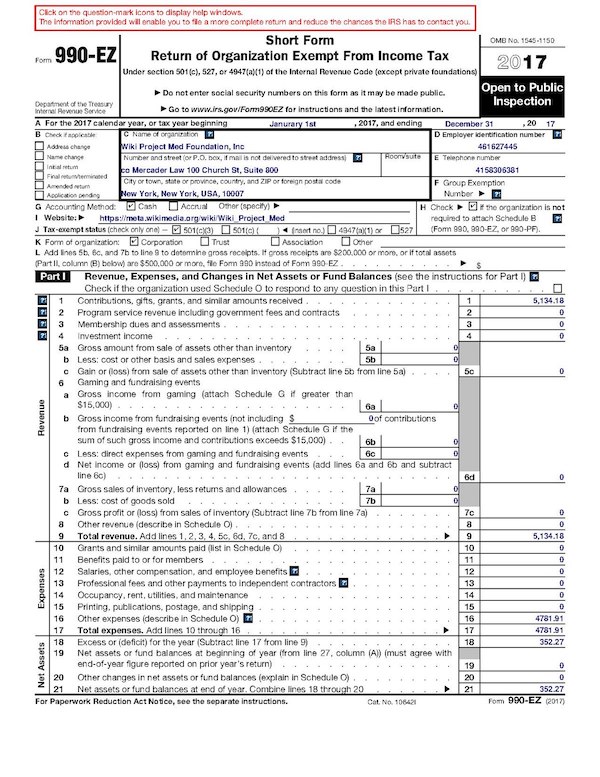 Click on the question-mark icons to display help windows.
The information provided will enable you to file a more complete return and reduce the chances the IRS has to contact you.
Form 990-EZ
Short Form
Return of Organization Exempt From Income Tax
Under section 501(c), 527, or 4947(a)(1) of the Internal Revenue Code (except private foundations)
▶ Do not enter social security numbers on this form as it may be made public.
▶ Go to www.irs.gov/Form990EZ for instructions and the latest information.
OMB No. 1545-1150
2017
Open to Public
Inspection
Department of the Treasury
Internal Revenue Service
A For the 2017 calendar year, or tax year beginning Janurary 1st , 2017, and ending December 31 , 20 17
B Check if applicable:
Address change
Name change
Initial return
Final return/terminated
Amended return
Application pending
C Name of organization ?
Wiki Project Med Foundation, Inc
Number and street (or P.O. box, if mail is not delivered to street address) ? Room/suite
co Mercader Law 100 Church St, Suite 800
City or town, state or province, country, and ZIP or foreign postal code
New York, New York, USA, 10007
D Employer identification number ?
461627445
E Telephone number
4158306381
F Group Exemption
Number ▶ ?
G Accounting Method: ✓ Cash Accrual Other (specify) ▶
H Check ▶ ✓ if the organization is not
required to attach Schedule B ?
(Form 990, 990-EZ, or 990-PF).
I Website: ▶ https://meta.wikimedia.org/wiki/Wiki_Project_Med
J Tax-exempt status (check only one) — ✓ 501(c)(3) 501(c) ( ) ◀ (insert no.) 4947(a)(1) or 527
K Form of organization: ✓ Corporation Trust Association Other
L Add lines 5b, 6c, and 7b to line 9 to determine gross receipts. If gross receipts are $200,000 or more, or if total assets
(Part II, column (B) below) are $500,000 or more, file Form 990 instead of Form 990-EZ . . . . ▶ $
Part I Revenue, Expenses, and Changes in Net Assets or Fund Balances (see the instructions for Part I) ?
Check if the organization used Schedule O to respond to any question in this Part I . . . .
Revenue
? 1 Contributions, gifts, grants, and similar amounts received . . . . 1 5,134.18
? 2 Program service revenue including government fees and contracts . . . . 2 0
? 3 Membership dues and assessments . . . . 3 0
? 4 Investment income . . . . 4 0
5a Gross amount from sale of assets other than inventory . . . . 5a 0
b Less: cost or other basis and sales expenses . . . . 5b 0
c Gain or (loss) from sale of assets other than inventory (Subtract line 5b from line 5a) . . . . 5c 0
6 Gaming and fundraising events
a Gross income from gaming (attach Schedule G if greater than
$15,000) . . . . 6a 0
b Gross income from fundraising events (not including $ 0 of contributions
from fundraising events reported on line 1) (attach Schedule G if the
sum of such gross income and contributions exceeds $15,000) . . 6b 0
c Less: direct expenses from gaming and fundraising events . . . 6c 0
d Net income or (loss) from gaming and fundraising events (add lines 6a and 6b and subtract
line 6c) . . . . 6d 0
7a Gross sales of inventory, less returns and allowances . . . . 7a 0
b Less: cost of goods sold . . . . 7b 0
c Gross profit or (loss) from sales of inventory (Subtract line 7b from line 7a) . . . . 7c 0
8 Other revenue (describe in Schedule O) . . . . 8 0
9 Total revenue. Add lines 1, 2, 3, 4, 5c, 6d, 7c, and 8 . . . . ▶ 9 5,134.18
Expenses
10 Grants and similar amounts paid (list in Schedule O) . . . . 10 0
11 Benefits paid to or for members . . . . 11 0
12 Salaries, other compensation, and employee benefits ? . . . . 12 0
13 Professional fees and other payments to independent contractors ? . . . . 13 0
14 Occupancy, rent, utilities, and maintenance . . . . 14 0
15 Printing, publications, postage, and shipping . . . . 15 0
16 Other expenses (describe in Schedule O) ? . . . . 16 4781.91
17 Total expenses. Add lines 10 through 16 . . . . ▶ 17 4781.91
Net Assets
18 Excess or (deficit) for the year (Subtract line 17 from line 9) . . . . 18 352.27
19 Net assets or fund balances at beginning of year (from line 27, column (A)) (must agree with
end-of-year figure reported on prior year's return) . . . . 19 0
20 Other changes in net assets or fund balances (explain in Schedule O) . . . . 20 0
21 Net assets or fund balances at end of year. Combine lines 18 through 20 . . . . ▶ 21 352.27
For Paperwork Reduction Act Notice, see the separate instructions. Cat. No. 10642I Form 990-EZ (2017)